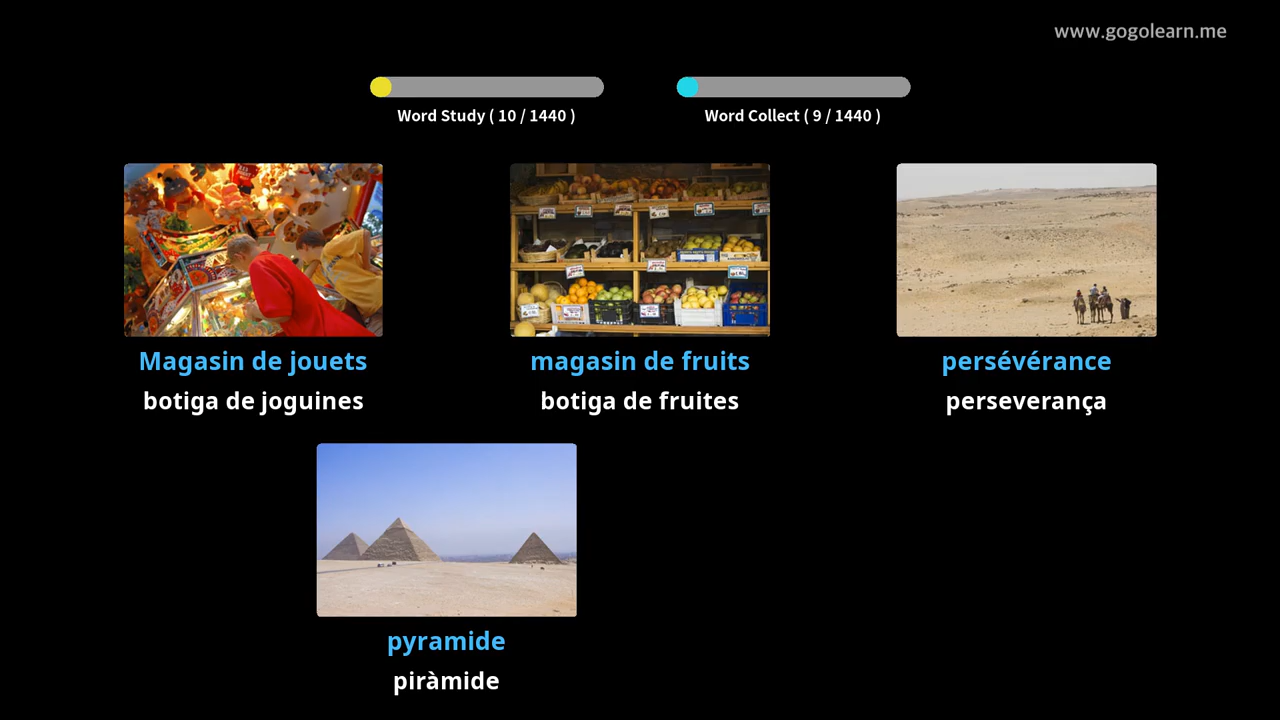 www.gogolearn.me
Word Study ( 10 / 1440 )
Word Collect ( 9 / 1440 )
Magasin de jouets
botiga de joguines
magasin de fruits
botiga de fruites
persévérance
perseverança
pyramide
piràmide